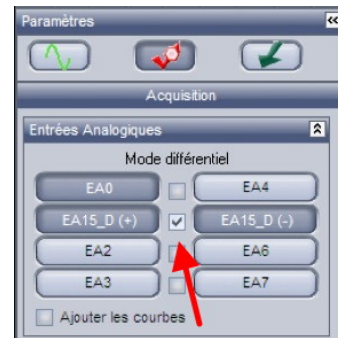 Paramètres «
Acquisition
Entrées Analogiques
Mode différentiel
EA0 EA4
EA15_D (+) EA15_D (-)
EA2 EA6
EA3 EA7
Ajouter les courbes